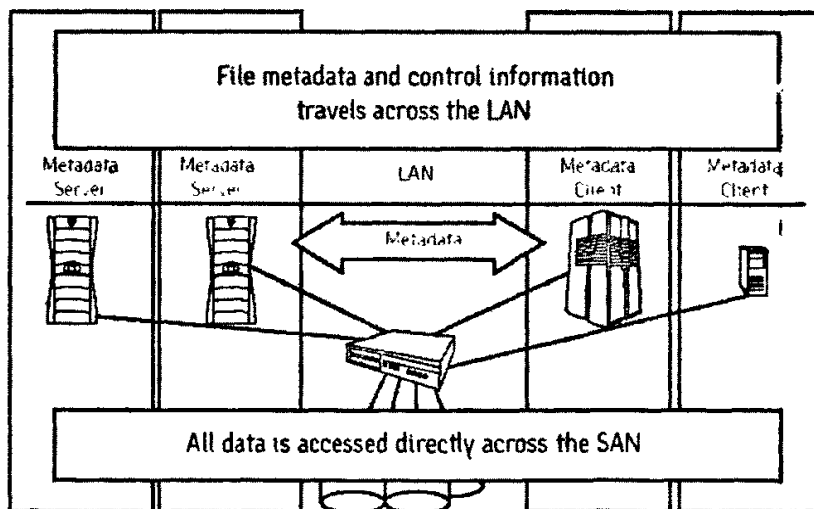 File metadata and control information
travels across the LAN
Metadata
Server
Metadata
Server
LAN
Metadata
Client
Metadata
Client
Metadata
All data is accessed directly across the SAN